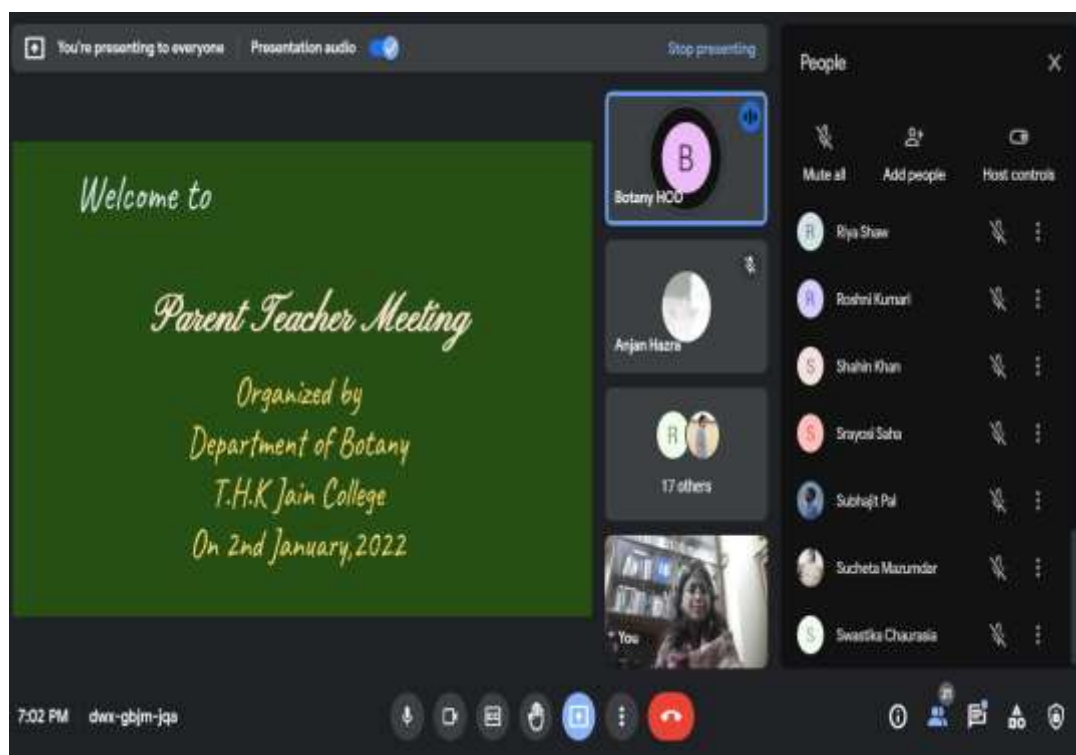 You're presenting to everyone
Presentation audio
Stop presenting
Welcome to
Parent Teacher Meeting
Organized by
Department of Botany
T.H.K Jain College
On 2nd January,2022
B
Botany HOD
Anjan Hazra
R
17 others
You
People
Mute all
Add people
Host controls
R
Riya Shaw
R
Roshni Kumari
S
Shahin Khan
S
Srayosi Saha
Subhajit Pal
Sucheta Mazumdar
S
Swastika Chaurasia
7:02 PM
dwx-gbjm-jqa
21